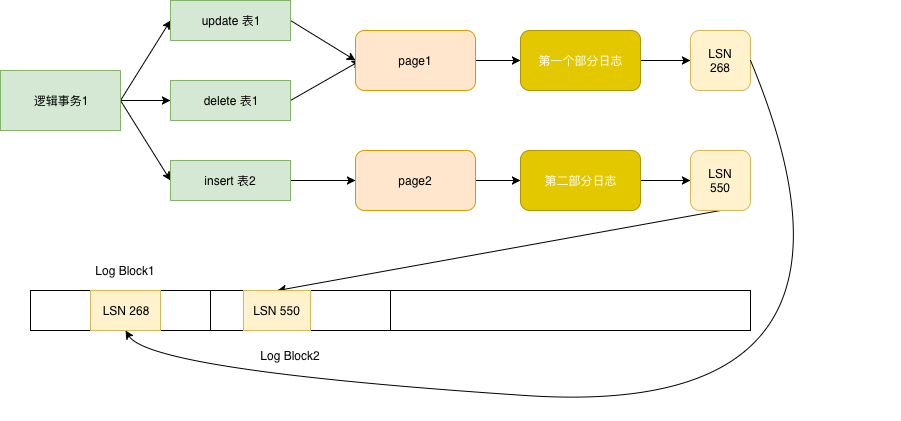 update 表1
逻辑事务1
delete 表1
insert 表2
page1
第一个部分日志
LSN
268
page2
第二部分日志
LSN
550
Log Block1
LSN 268
LSN 550
Log Block2